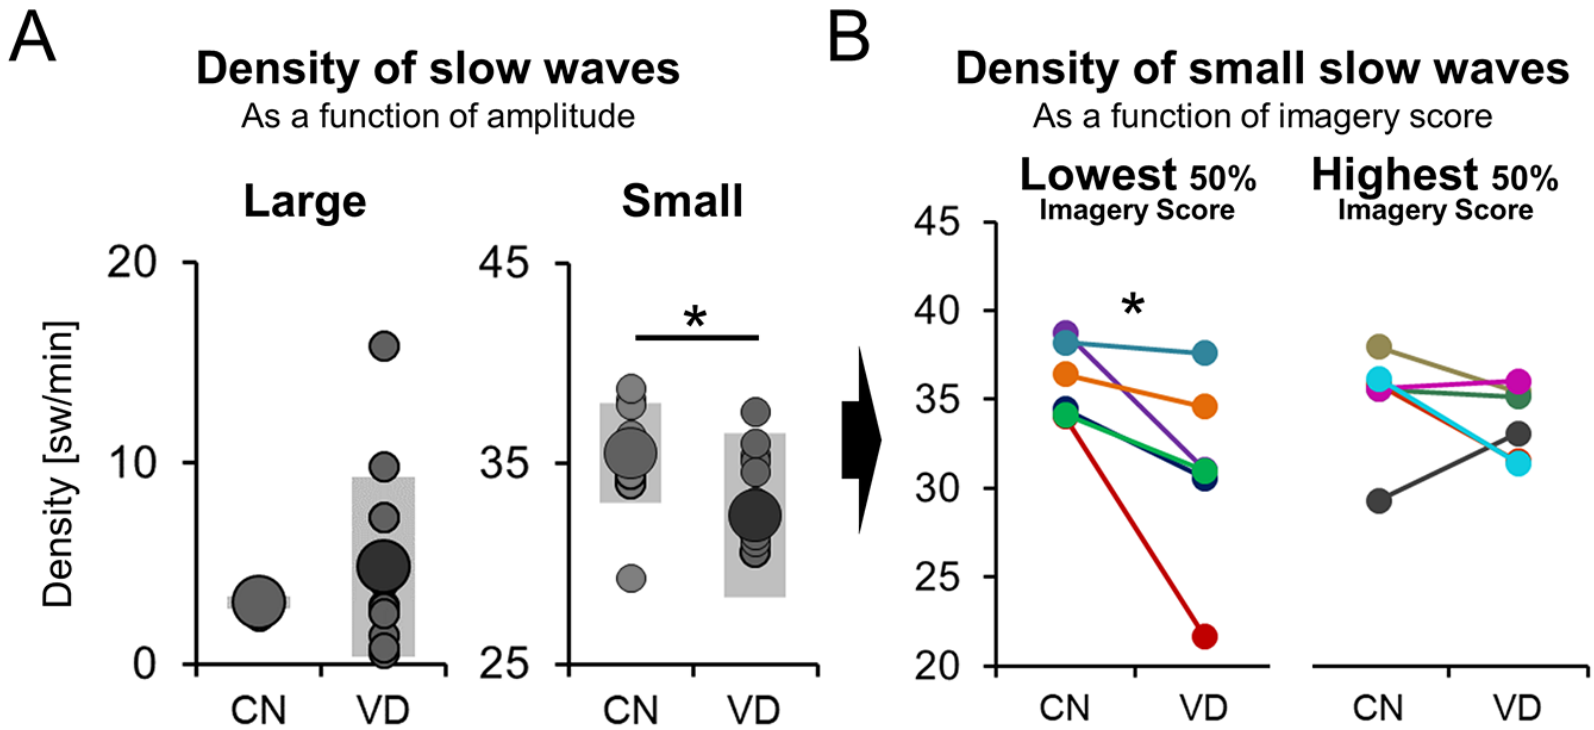 A
Density of slow waves
As a function of amplitude
Large
Small
Density [sw/min]
20
10
0
CN
VD
45
35
25
*
CN
VD
B
Density of small slow waves
As a function of imagery score
Lowest 50%
Imagery Score
Highest 50%
Imagery Score
45
40
35
30
25
20
*
CN
VD
CN
VD